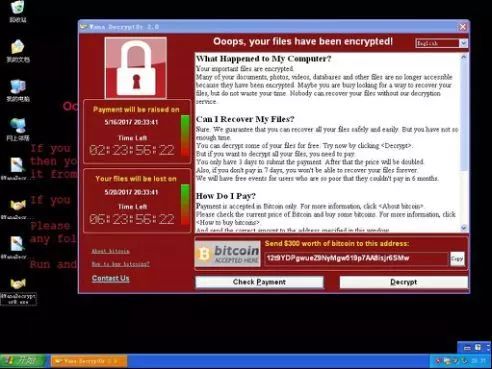 回收站
我的文档
我的电脑
网上邻居
Oo
If you
then yo
it from
If you
Please
any fol
Run and
Wana Decrypt0r 2.0
Ooops, your files have been encrypted!
English
Payment will be raised on
5/16/2017 20:33:41
Time Left
02:23:56:22
Your files will be lost on
5/20/2017 20:33:41
Time Left
06:23:56:22
About bitcoin
How to buy bitcoins?
Contact Us
What Happened to My Computer?
Your important files are encrypted.
Many of your documents, photos, videos, databases and other files are no longer accessible
because they have been encrypted. Maybe you are busy looking for a way to recover your
files, but do not waste your time. Nobody can recover your files without our decryption
service.
Can I Recover My Files?
Sure. We guarantee that you can recover all your files safely and easily. But you have not so
enough time.
You can decrypt some of your files for free. Try now by clicking <Decrypt>.
But if you want to decrypt all your files, you need to pay.
You only have 3 days to submit the payment. After that the price will be doubled.
Also, if you don't pay in 7 days, you won't be able to recover your files forever.
We will have free events for users who are so poor that they couldn't pay in 6 months.
How Do I Pay?
Payment is accepted in Bitcoin only. For more information, click <About bitcoin>.
Please check the current price of Bitcoin and buy some bitcoins. For more information, click
<How to buy bitcoins>.
And send the correct amount to the address specified in this window.
bitcoin
ACCEPTED HERE
Send $300 worth of bitcoin to this address:
12t9YDPgwueZ9NyMgw519p7AA8isjr6SMw
Copy
Check Payment
Decrypt
开始
Wana Decrypt0r 2.0